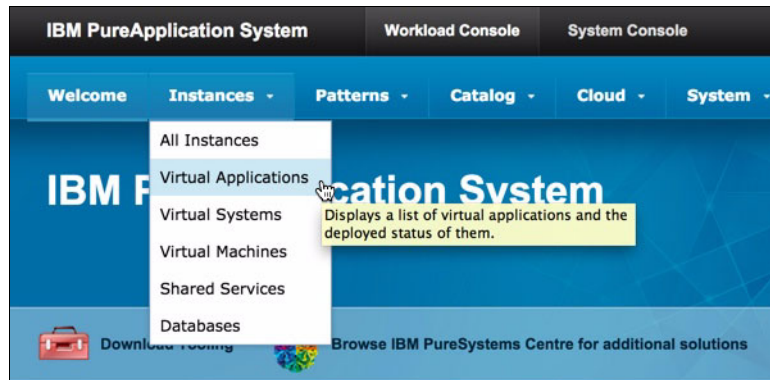 IBM PureApplication System Workload Console System Console
Welcome Instances Patterns Catalog Cloud System
All Instances
Virtual Applications
IBM P cation System
Virtual Systems
Displays a list of virtual applications and the
deployed status of them.
Virtual Machines
Shared Services
Databases
Download Tooling Browse IBM PureSystems Centre for additional solutions